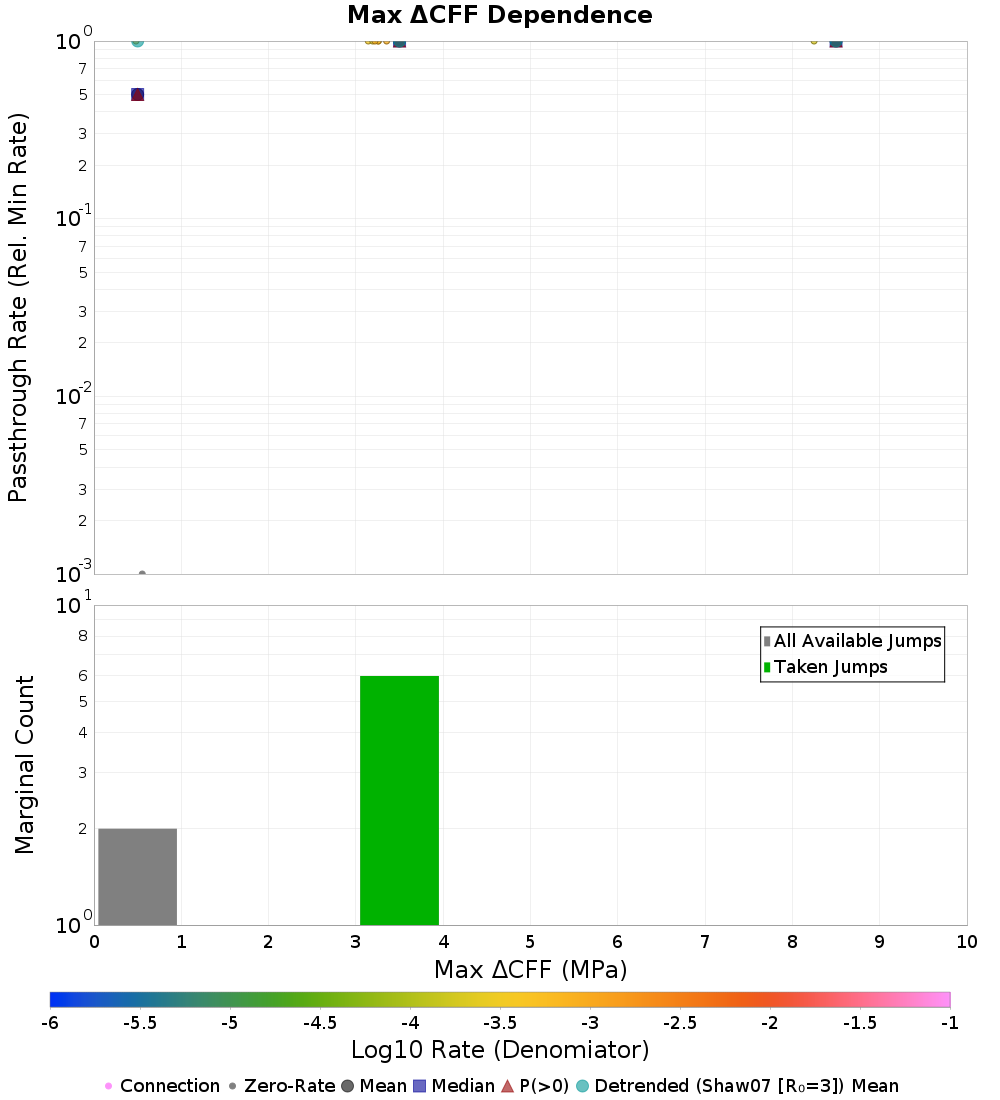 Max ΔCFF Dependence
Passthrough Rate (Rel. Min Rate)
10^0
7
5
3
2
10^-1
7
5
3
2
10^-2
7
5
3
2
10^-3
Marginal Count
10^1
8
6
5
4
3
2
10^0
All Available Jumps
Taken Jumps
0 1 2 3 4 5 6 7 8 9 10
Max ΔCFF (MPa)
-6 -5.5 -5 -4.5 -4 -3.5 -3 -2.5 -2 -1.5 -1
Log10 Rate (Denomiator)
Connection Zero-Rate Mean Median P(>0) Detrended (Shaw07 [R₀=3]) Mean